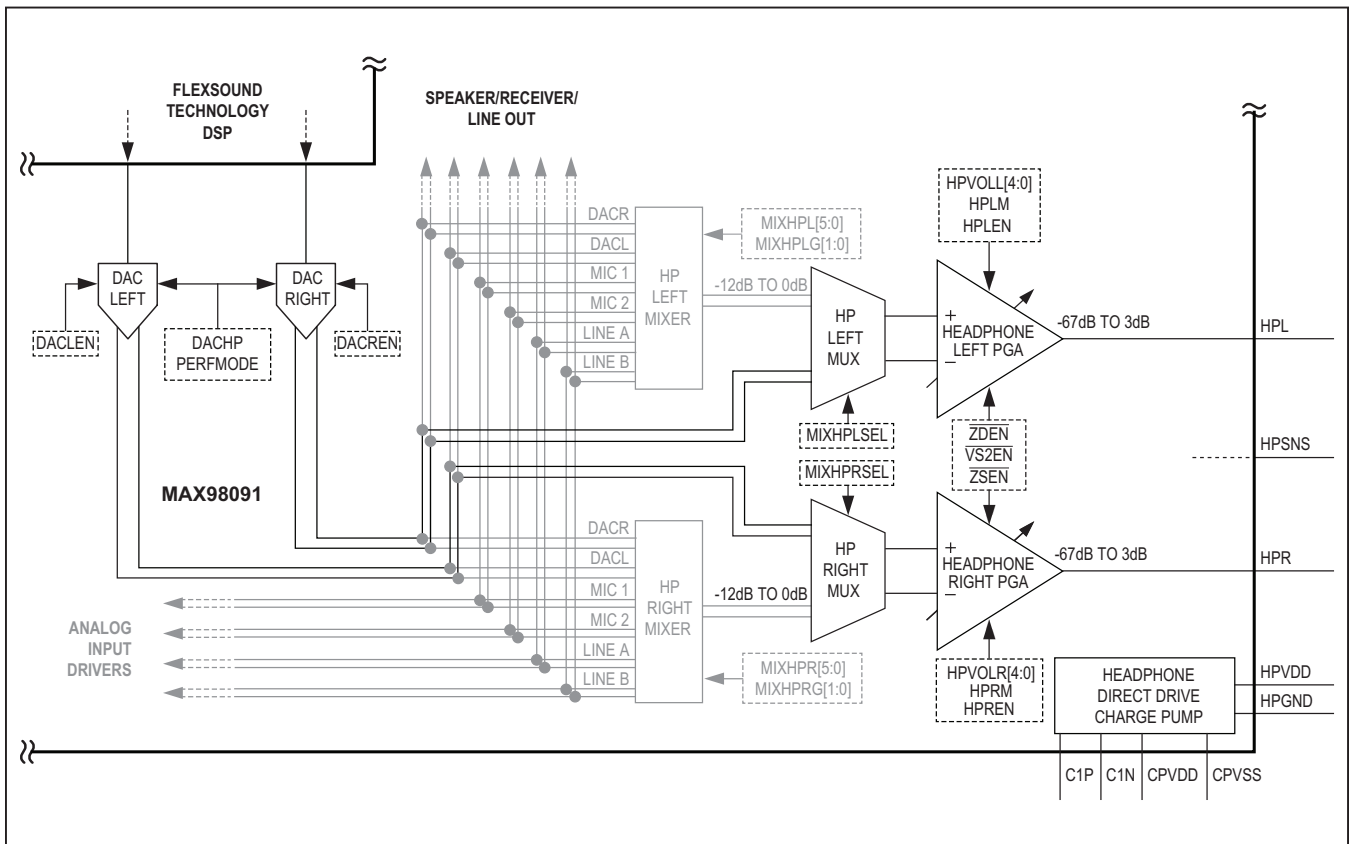 FLEXSOUND
TECHNOLOGY
DSP
SPEAKER/RECEIVER/
LINE OUT
DAC
LEFT
DAC
RIGHT
DACLEN
DACHP
PERFMODE
DACREN
MAX98091
ANALOG
INPUT
DRIVERS
DACR
DACL
MIC 1
MIC 2
LINE A
LINE B
HP
LEFT
MIXER
MIXHPL[5:0]
MIXHPLG[1:0]
-12dB TO 0dB
HP
LEFT
MUX
MIXHPLSEL
HPVOLL[4:0]
HPLM
HPLEN
+
HEADPHONE
LEFT PGA
–
-67dB TO 3dB
HPL
ZDEN
VS2EN
ZSEN
HPSNS
MIXHPRSEL
DACR
DACL
MIC 1
MIC 2
LINE A
LINE B
HP
RIGHT
MIXER
-12dB TO 0dB
MIXHPR[5:0]
MIXHPRG[1:0]
HP
RIGHT
MUX
+
HEADPHONE
RIGHT PGA
–
-67dB TO 3dB
HPR
HPVOLR[4:0]
HPRM
HPREN
HEADPHONE
DIRECT DRIVE
CHARGE PUMP
HPVDD
HPGND
C1P
C1N
CPVDD
CPVSS